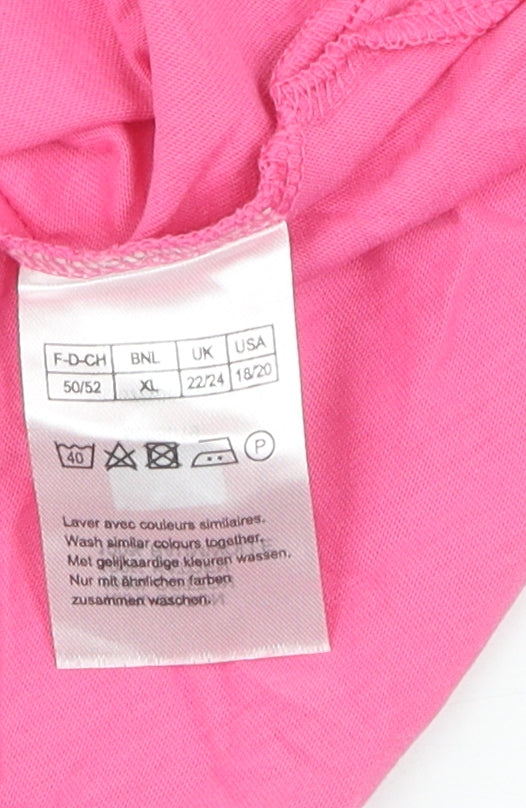 F-D-CH BNL UK USA
50/52 XL 22/24 18/20
40 P
Laver avec couleurs similaires.
Wash similar colours together.
Met gelijkaardige kleuren wassen.
Nur mit ähnlichen farben
zusammen waschen.